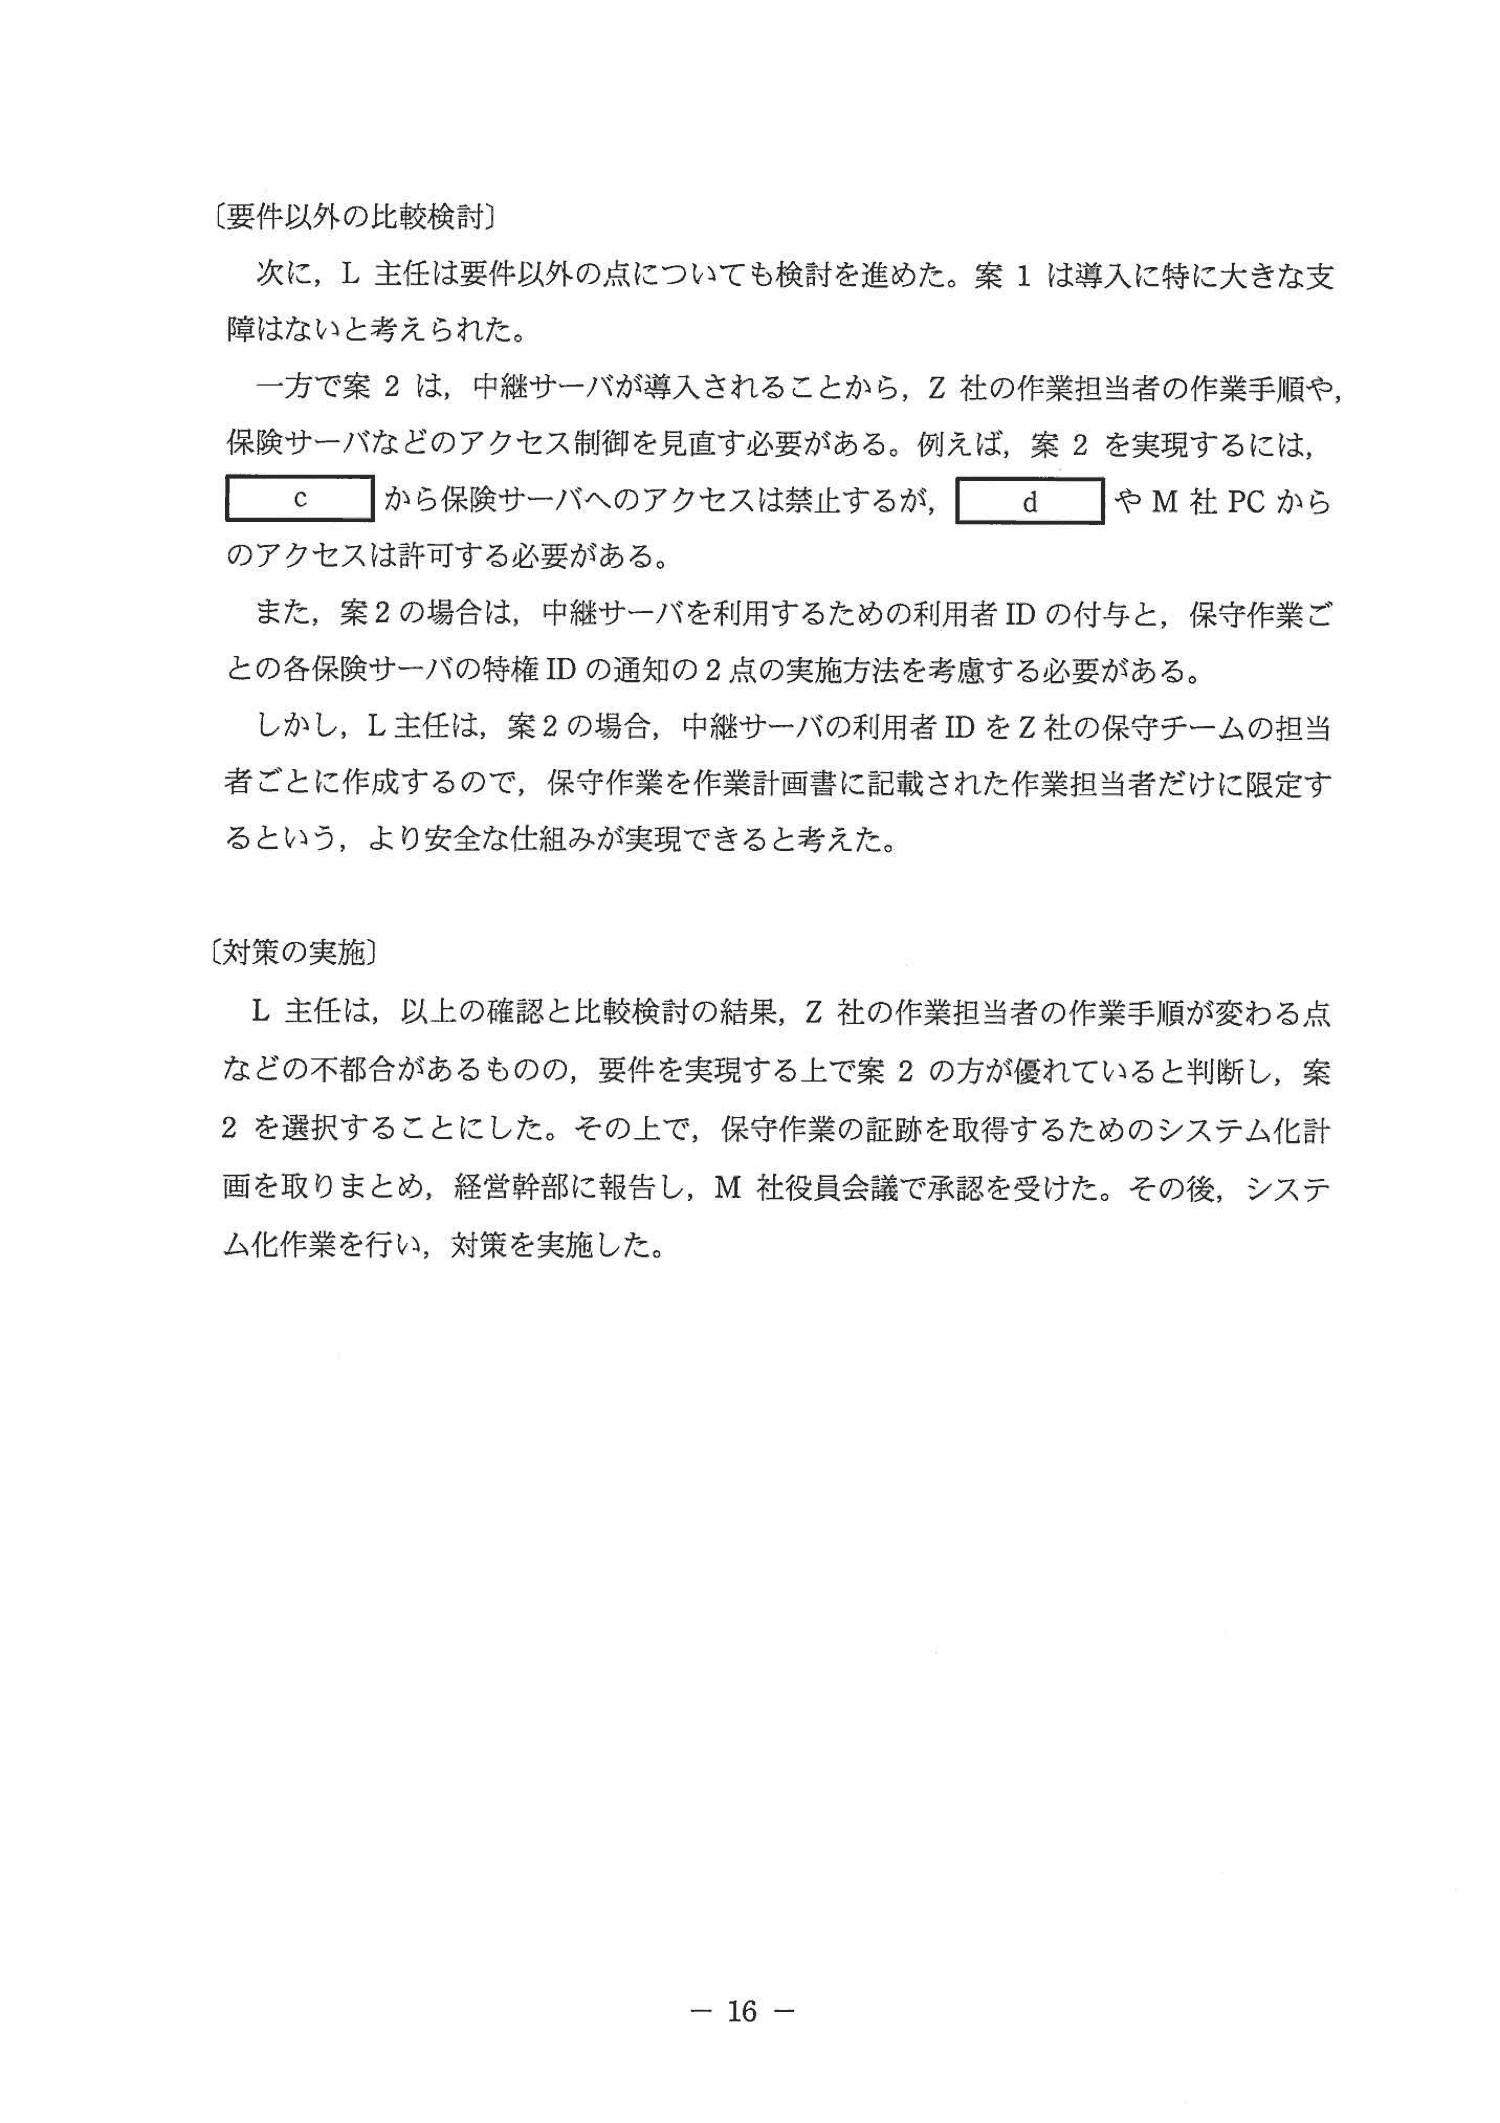 〔要件以外の比較検討〕
次に，L 主任は要件以外の点についても検討を進めた。案 1 は導入に特に大きな支
障はないと考えられた。
一方で案 2 は，中継サーバが導入されることから，Z 社の作業担当者の作業手順や，
保険サーバなどのアクセス制御を見直す必要がある。例えば，案 2 を実現するには，
c から保険サーバへのアクセスは禁止するが， d や M 社 PC から
のアクセスは許可する必要がある。
また，案 2 の場合は，中継サーバを利用するための利用者 ID の付与と，保守作業ご
との各保険サーバの特権 ID の通知の 2 点の実施方法を考慮する必要がある。
しかし，L 主任は，案 2 の場合，中継サーバの利用者 ID を Z 社の保守チームの担当
者ごとに作成するので，保守作業を作業計画書に記載された作業担当者だけに限定す
るという，より安全な仕組みが実現できると考えた。
〔対策の実施〕
L 主任は，以上の確認と比較検討の結果，Z 社の作業担当者の作業手順が変わる点
などの不都合があるものの，要件を実現する上で案 2 の方が優れていると判断し，案
2 を選択することにした。その上で，保守作業の証跡を取得するためのシステム化計
画を取りまとめ，経営幹部に報告し，M 社役員会議で承認を受けた。その後，システ
ム化作業を行い，対策を実施した。
－ 16 －